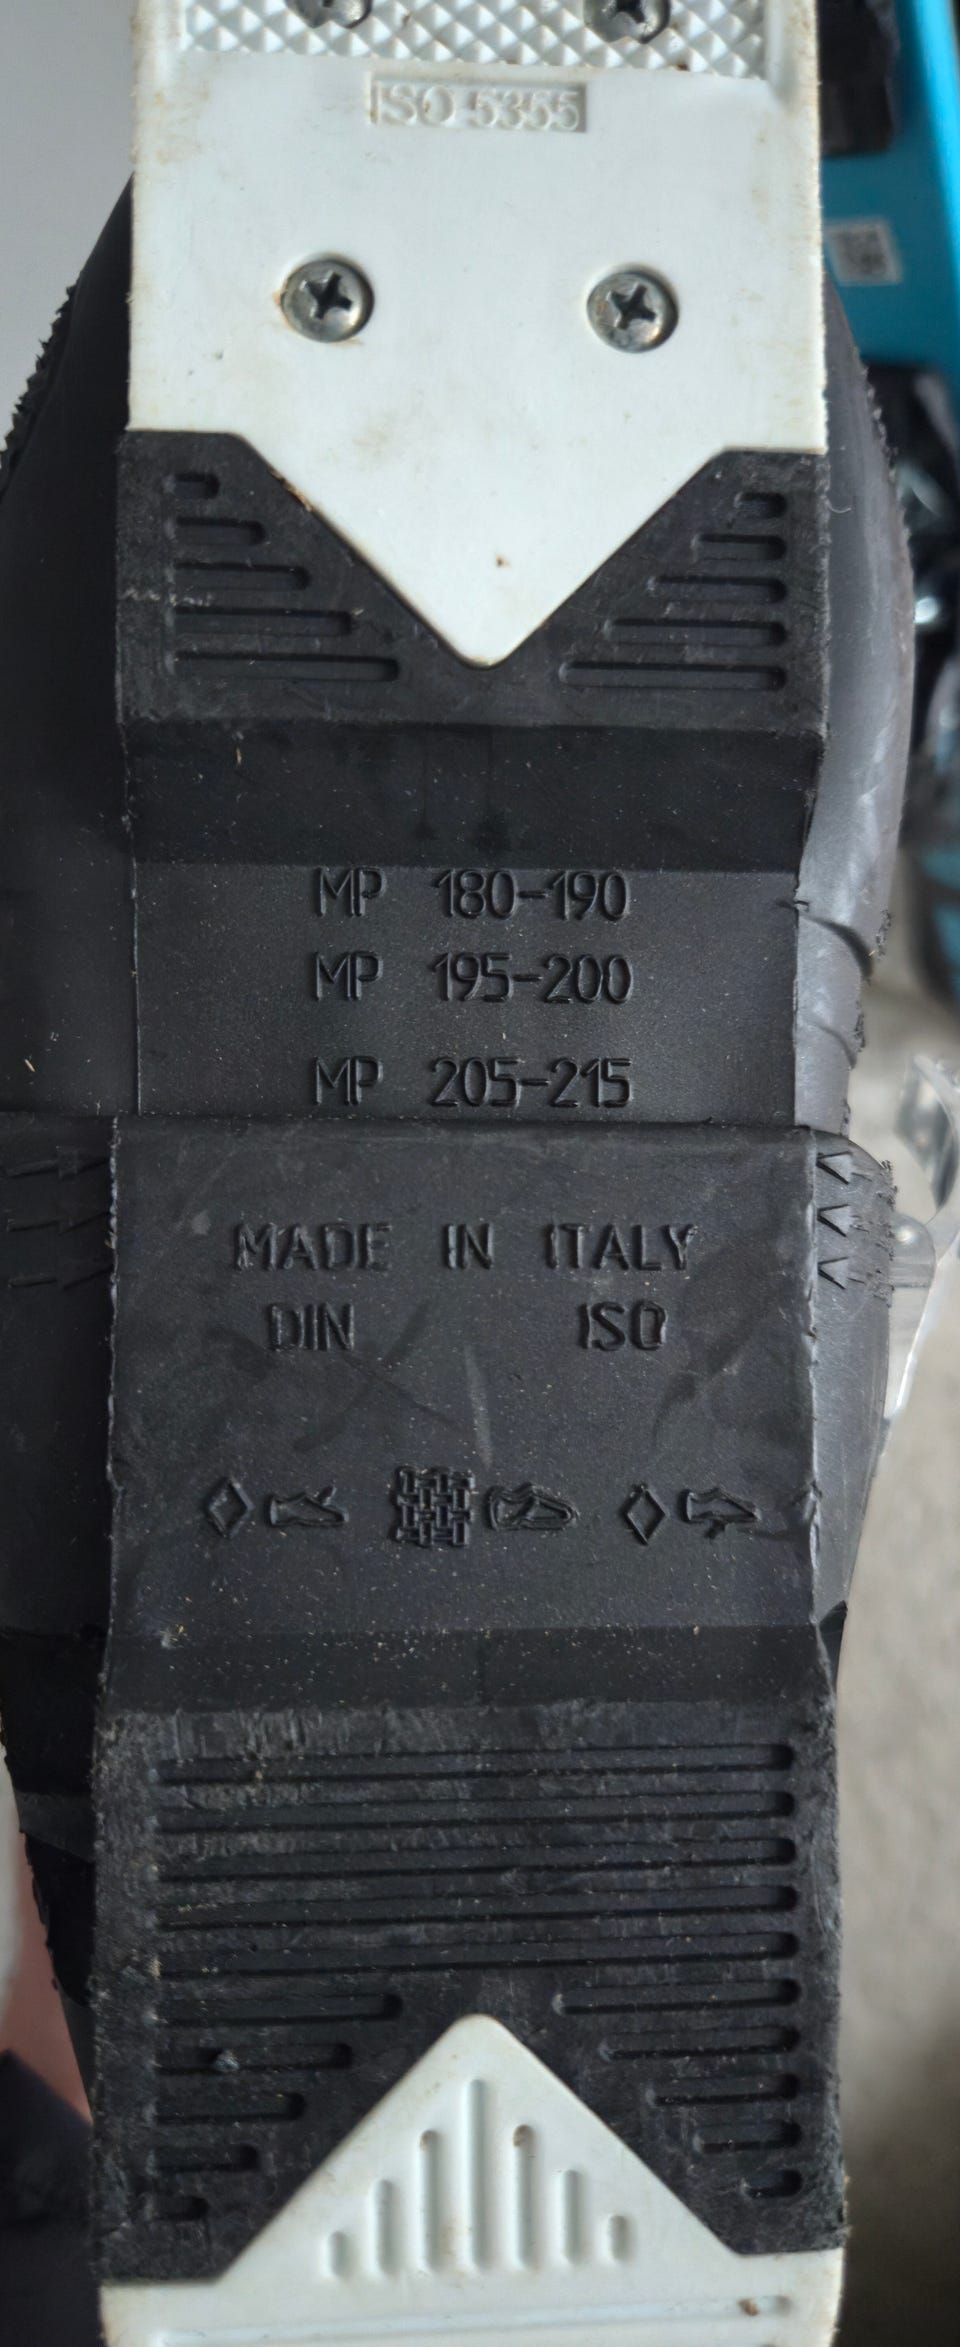 ISO 5355
MP 180-190
MP 195-200
MP 205-215
MADE IN ITALY
DIN ISO